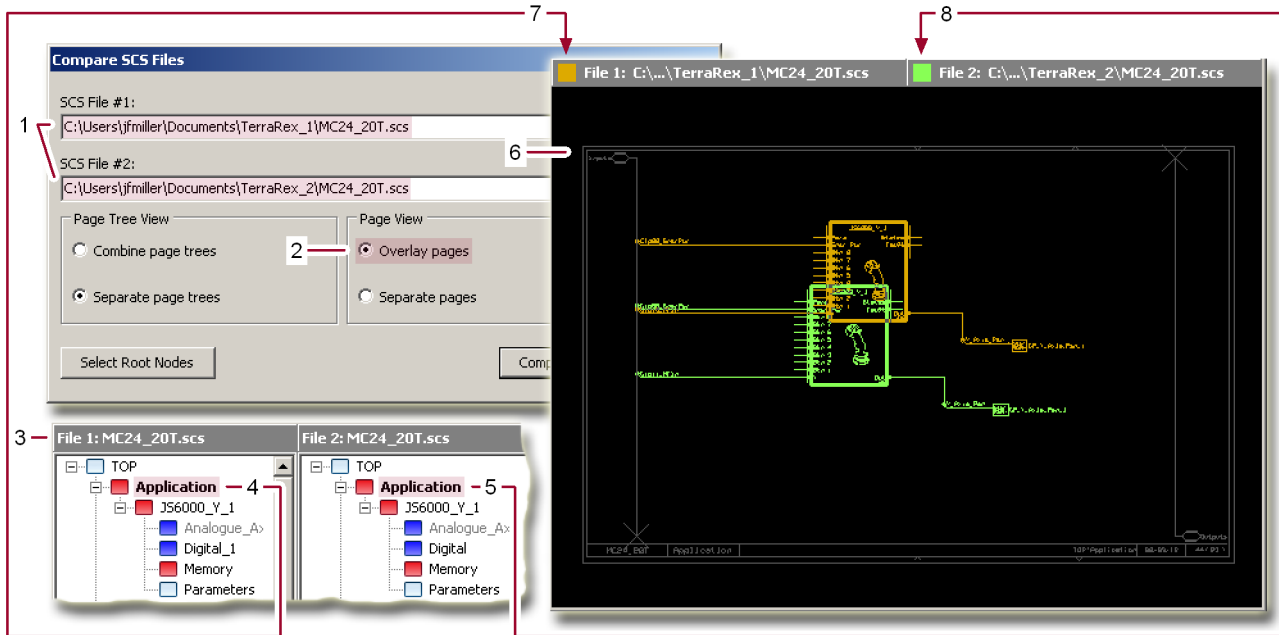 7
8
Compare SCS Files
File 1: C:\...\TerraRex_1\MC24_20T.scs
File 2: C:\...\TerraRex_2\MC24_20T.scs
SCS File #1:
1
C:\Users\jfmiller\Documents\TerraRex_1\MC24_20T.scs
6
SCS File #2:
C:\Users\jfmiller\Documents\TerraRex_2\MC24_20T.scs
Page Tree View
Page View
Combine page trees
2
Overlay pages
Separate page trees
Separate pages
Select Root Nodes
Comp
3
File 1: MC24_20T.scs
File 2: MC24_20T.scs
TOP
TOP
Application
4
Application
5
JS6000_Y_1
JS6000_Y_1
Analogue_Ax
Analogue_Ax
Digital_1
Digital
Memory
Memory
Parameters
Parameters
Application
Outputs